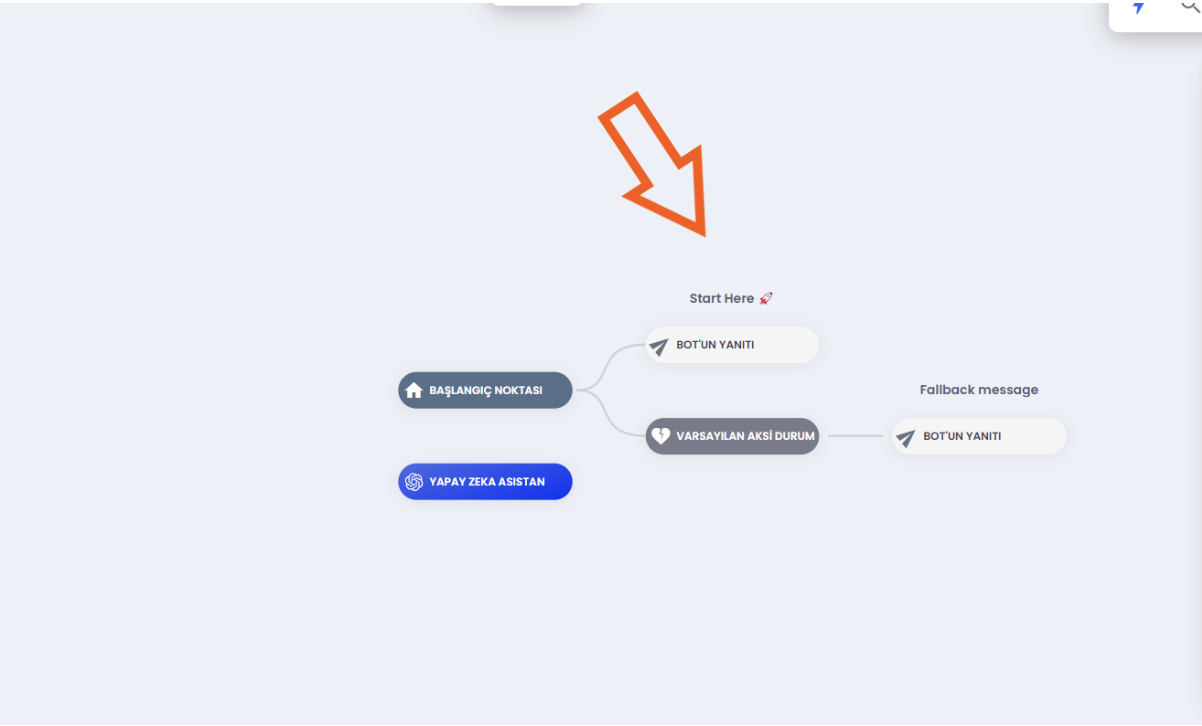 Start Here 🚀
BOT'UN YANITI
BAŞLANGIÇ NOKTASI
Fallback message
VARSAYILAN AKSİ DURUM
BOT'UN YANITI
YAPAY ZEKA ASISTAN